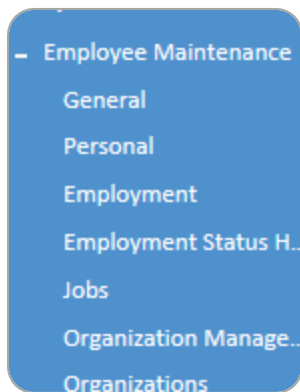 – Employee Maintenance
General
Personal
Employment
Employment Status H...
Jobs
Organization Manage...
Organizations